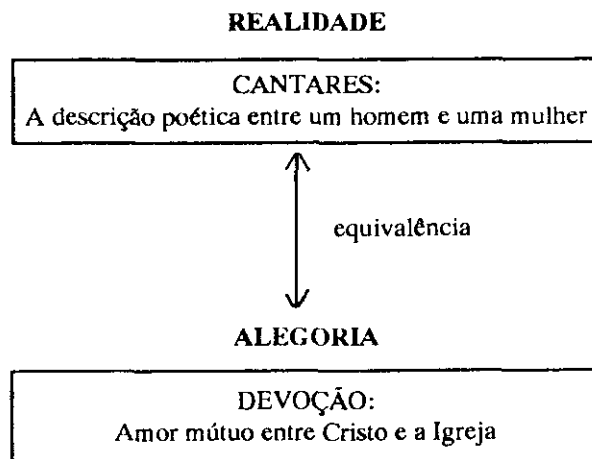 REALIDADE
CANTARES:
A descrição poética entre um homem e uma mulher
equivalência
ALEGORIA
DEVOÇÃO:
Amor mútuo entre Cristo e a Igreja